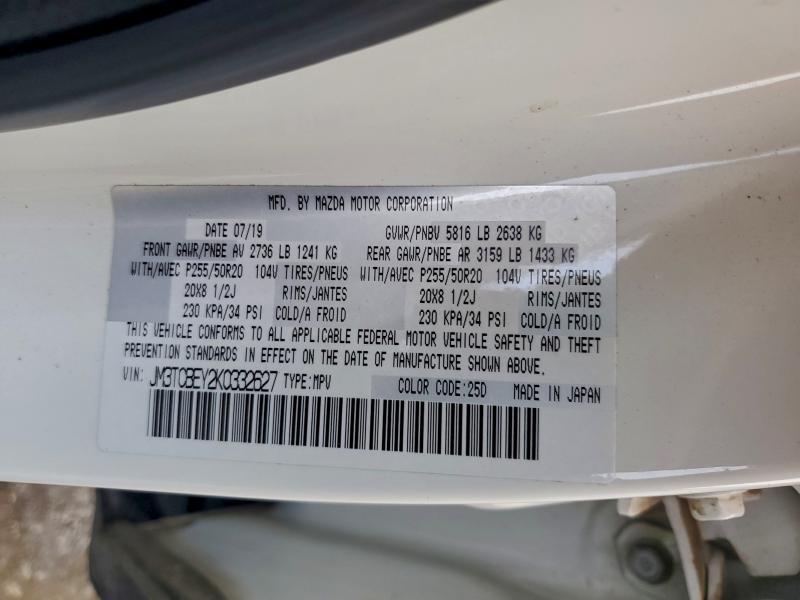 MFD. BY MAZDA MOTOR CORPORATION
DATE 07/19 GVWR/PNBV 5816 LB 2638 KG
FRONT GAWR/PNBE AV 2736 LB 1241 KG REAR GAWR/PNBE AR 3159 LB 1433 KG
WITH/AVEC P255/50R20 104V TIRES/PNEUS WITH/AVEC P255/50R20 104V TIRES/PNEUS
20X8 1/2J RIMS/JANTES 20X8 1/2J RIMS/JANTES
230 KPA/34 PSI COLD/A FROID 230 KPA/34 PSI COLD/A FROID
THIS VEHICLE CONFORMS TO ALL APPLICABLE FEDERAL MOTOR VEHICLE SAFETY AND THEFT
PREVENTION STANDARDS IN EFFECT ON THE DATE OF MANUFACTURE SHOWN ABOVE.
VIN: JM3TCBEY2K0332627 TYPE:MPV COLOR CODE:25D MADE IN JAPAN